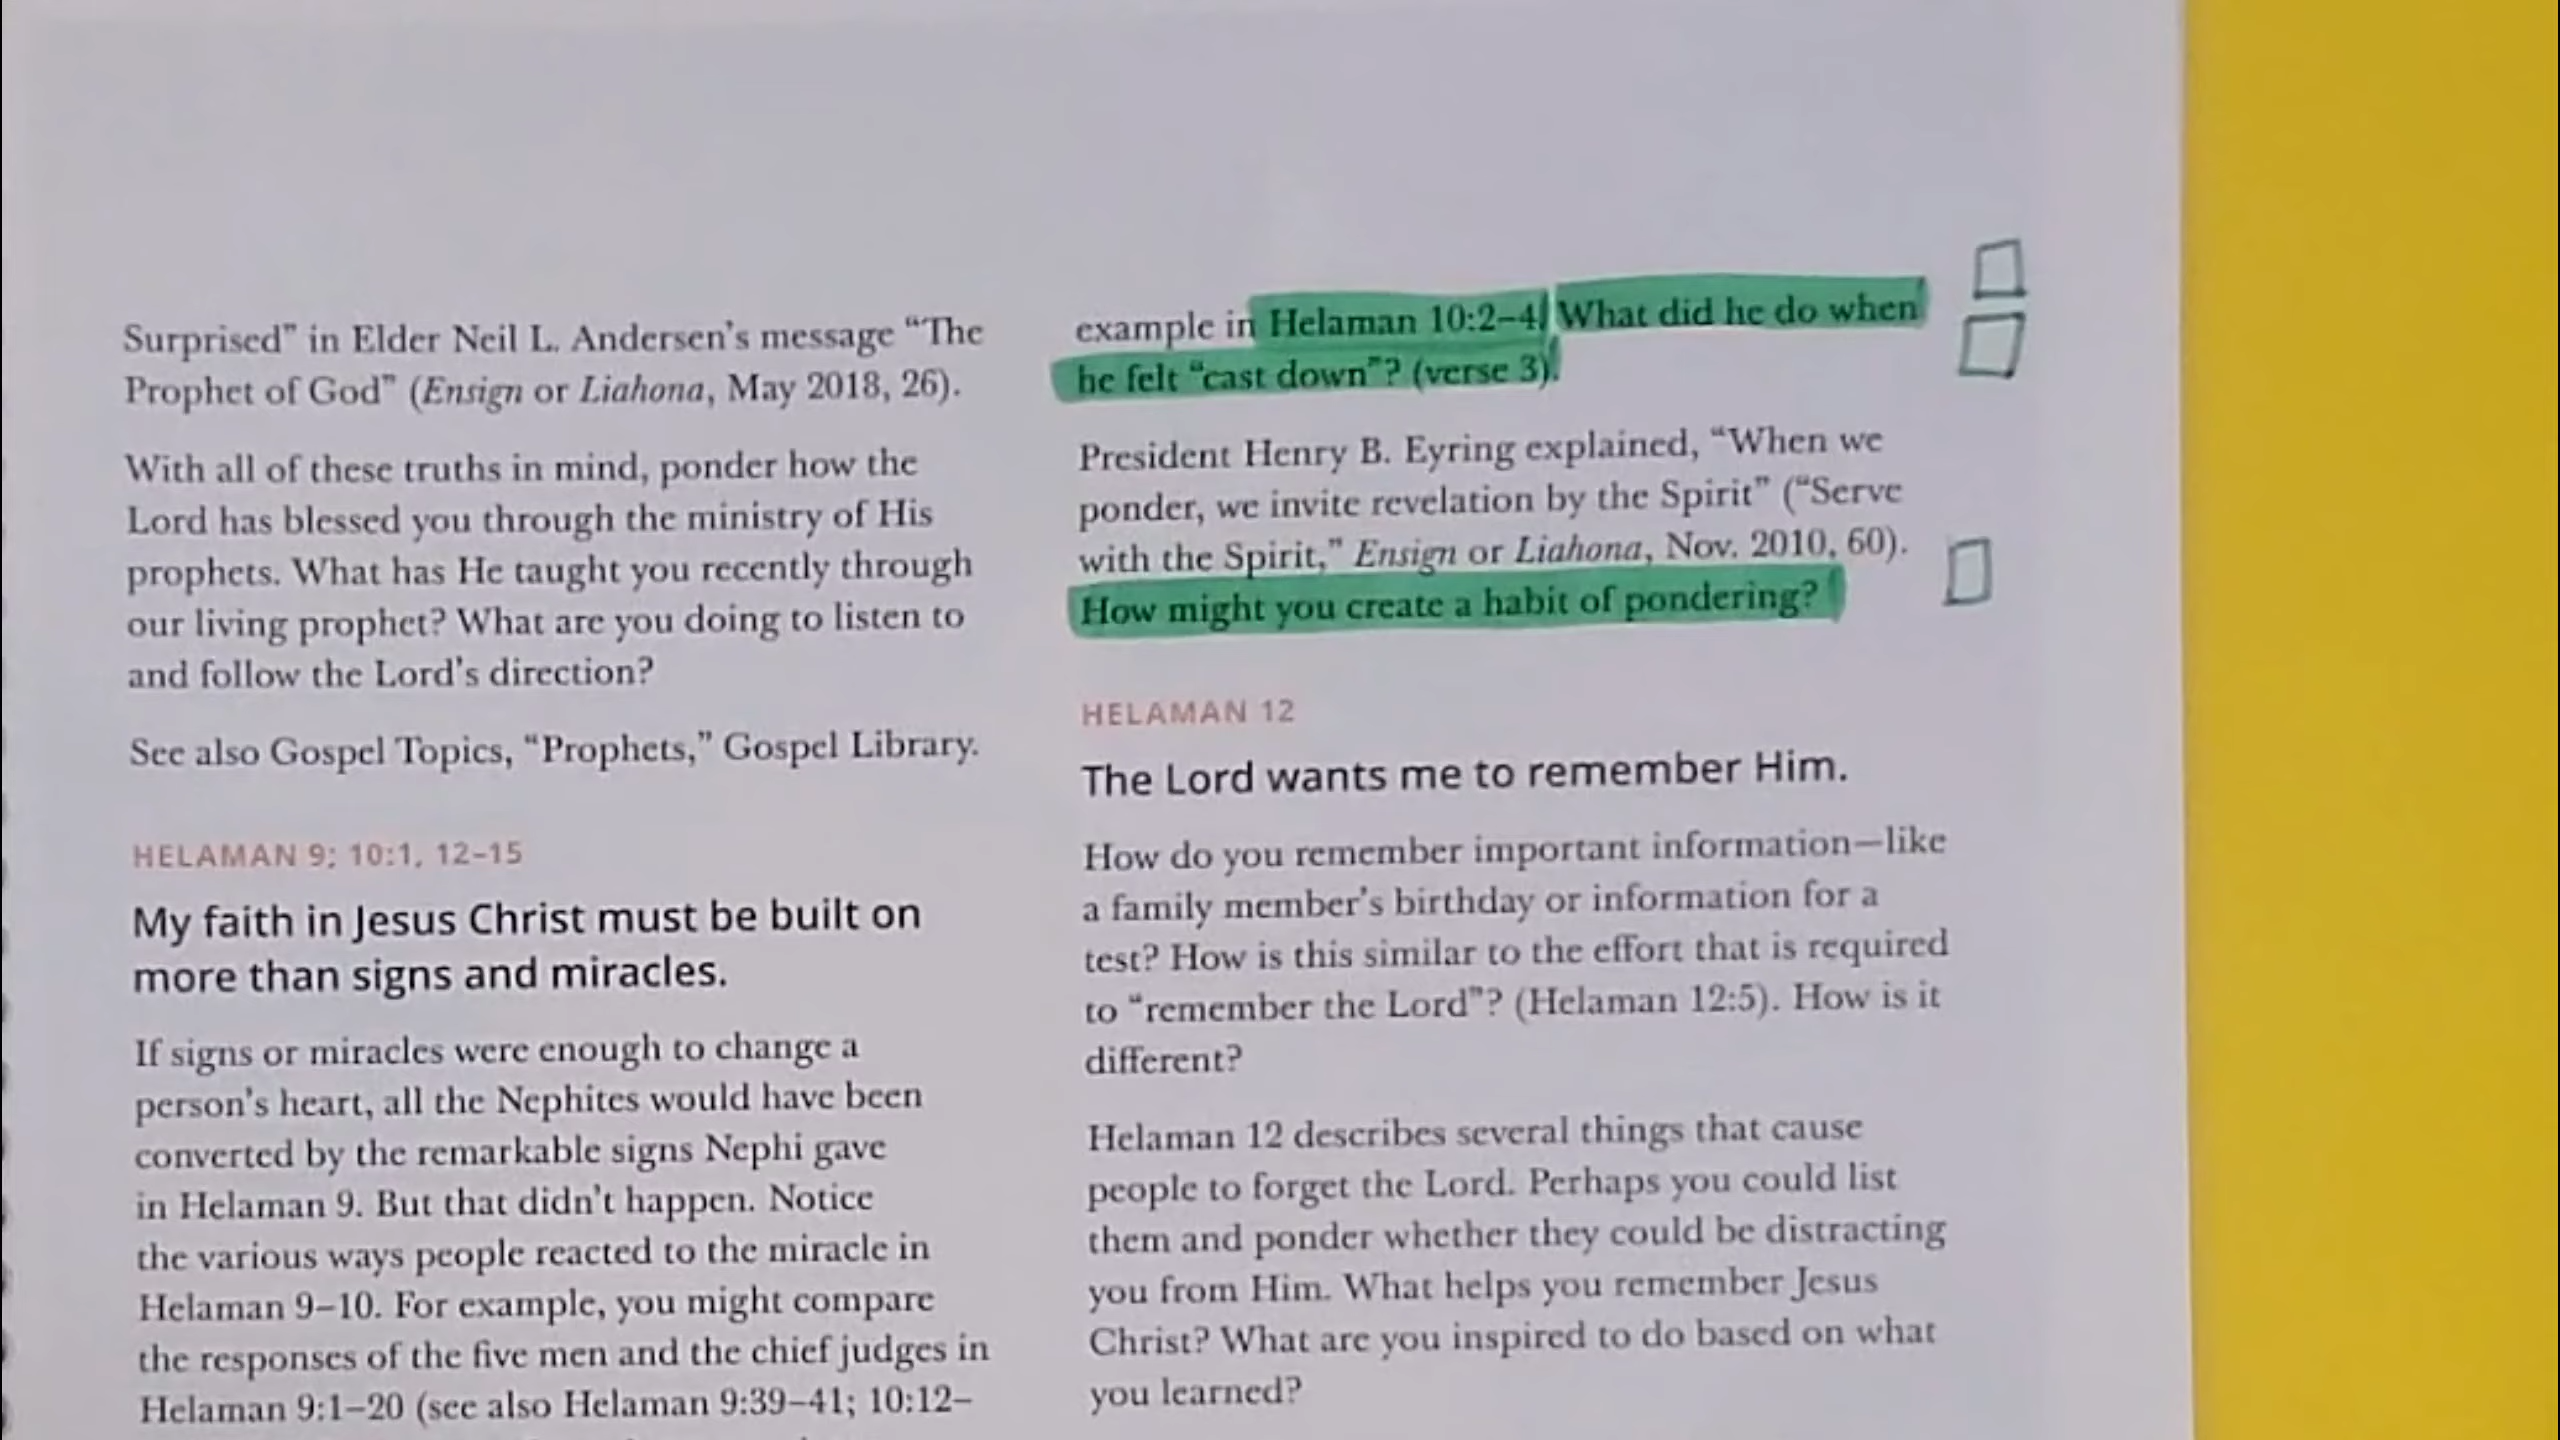 Surprised” in Elder Neil L. Andersen’s message “The
Prophet of God” (Ensign or Liahona, May 2018, 26).
With all of these truths in mind, ponder how the
Lord has blessed you through the ministry of His
prophets. What has He taught you recently through
our living prophet? What are you doing to listen to
and follow the Lord’s direction?
See also Gospel Topics, “Prophets,” Gospel Library.
HELAMAN 9; 10:1, 12–15
My faith in Jesus Christ must be built on
more than signs and miracles.
If signs or miracles were enough to change a
person’s heart, all the Nephites would have been
converted by the remarkable signs Nephi gave
in Helaman 9. But that didn’t happen. Notice
the various ways people reacted to the miracle in
Helaman 9–10. For example, you might compare
the responses of the five men and the chief judges in
Helaman 9:1–20 (see also Helaman 9:39–41; 10:12–
example in Helaman 10:2–4. What did he do when
he felt “cast down”? (verse 3).
President Henry B. Eyring explained, “When we
ponder, we invite revelation by the Spirit” (“Serve
with the Spirit,” Ensign or Liahona, Nov. 2010, 60).
How might you create a habit of pondering?
HELAMAN 12
The Lord wants me to remember Him.
How do you remember important information—like
a family member’s birthday or information for a
test? How is this similar to the effort that is required
to “remember the Lord”? (Helaman 12:5). How is it
different?
Helaman 12 describes several things that cause
people to forget the Lord. Perhaps you could list
them and ponder whether they could be distracting
you from Him. What helps you remember Jesus
Christ? What are you inspired to do based on what
you learned?